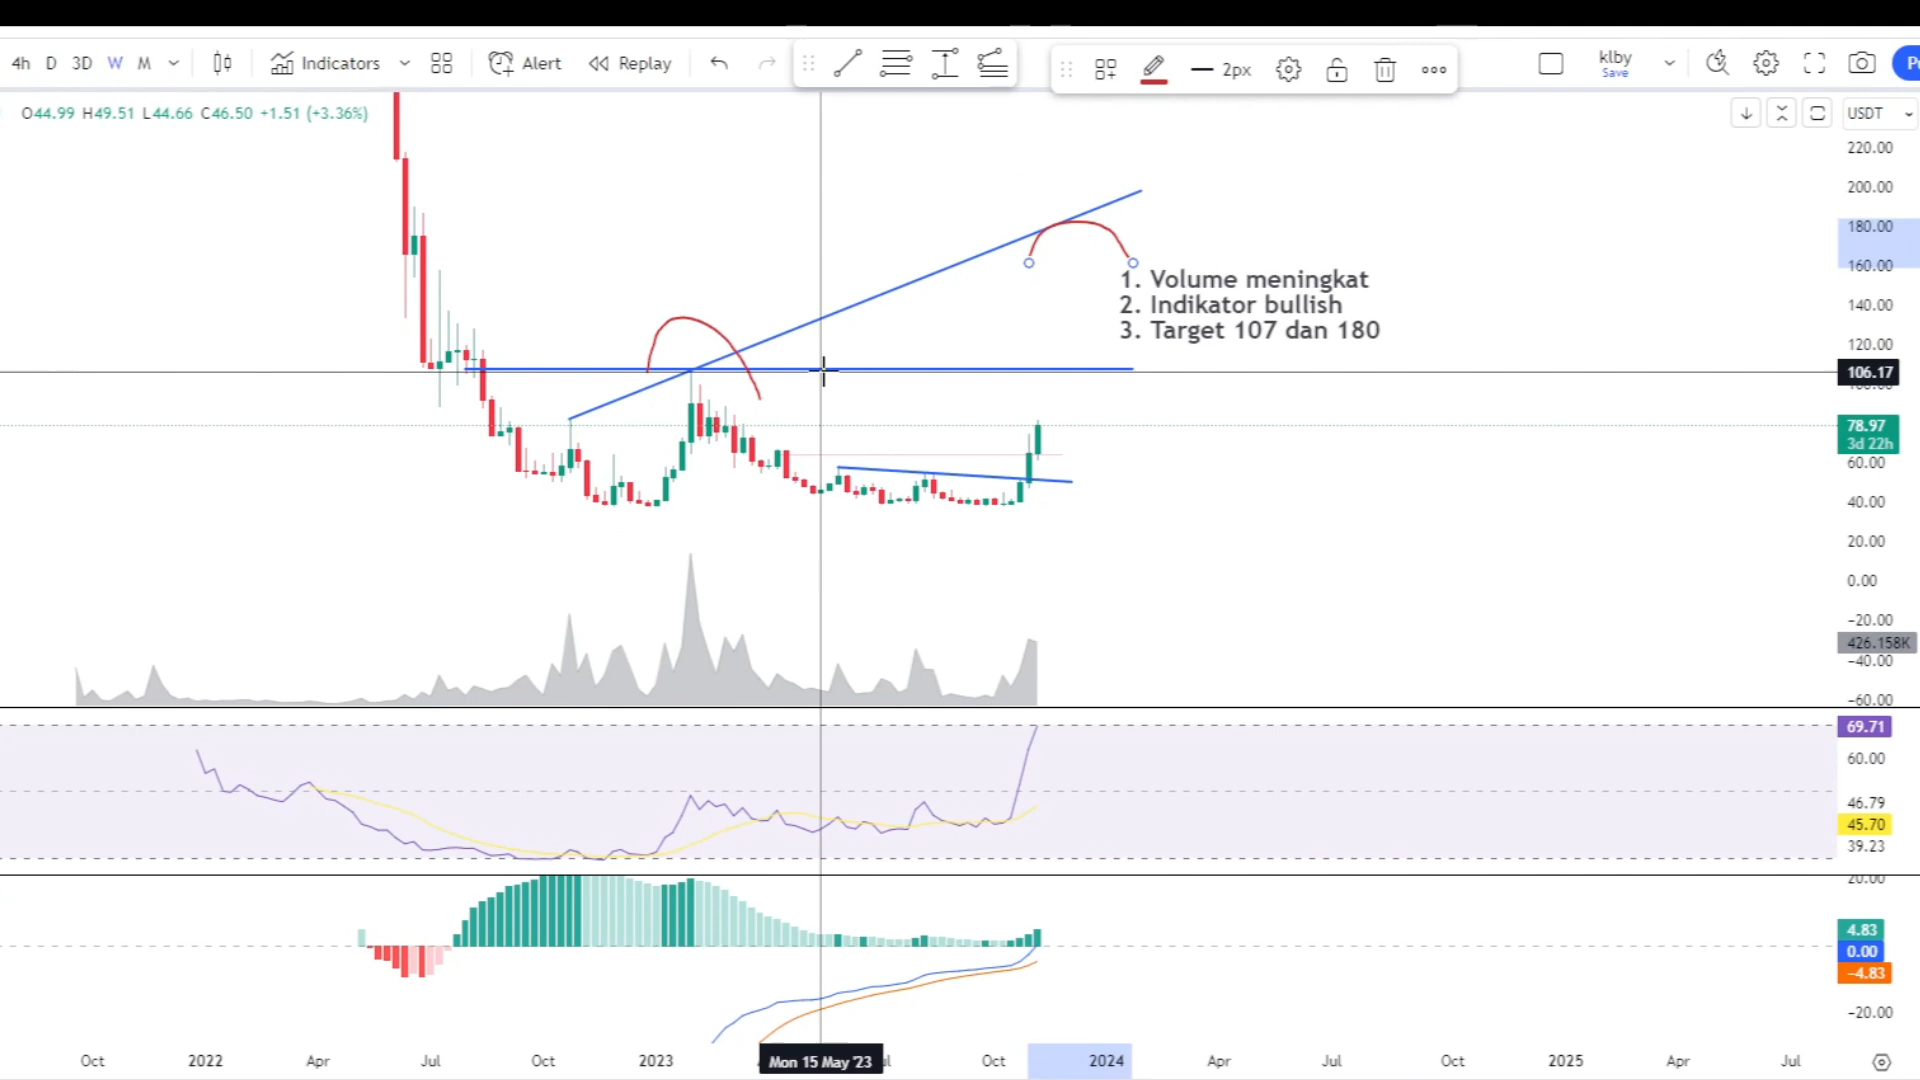 4h D 3D W M Indicators Alert Replay 2px klby
Save
O44.99 H49.51 L44.66 C46.50 +1.51 (+3.36%)
USDT
220.00
200.00
180.00
160.00
1. Volume meningkat
2. Indikator bullish
3. Target 107 dan 180
140.00
120.00
106.17
78.97
3d 22h
60.00
40.00
20.00
0.00
−20.00
426.158K
−40.00
−60.00
69.71
60.00
46.79
45.70
39.23
20.00
4.83
0.00
−4.83
−20.00
Oct 2022 Apr Jul Oct 2023 Mon 15 May '23 Oct 2024 Apr Jul Oct 2025 Apr Jul